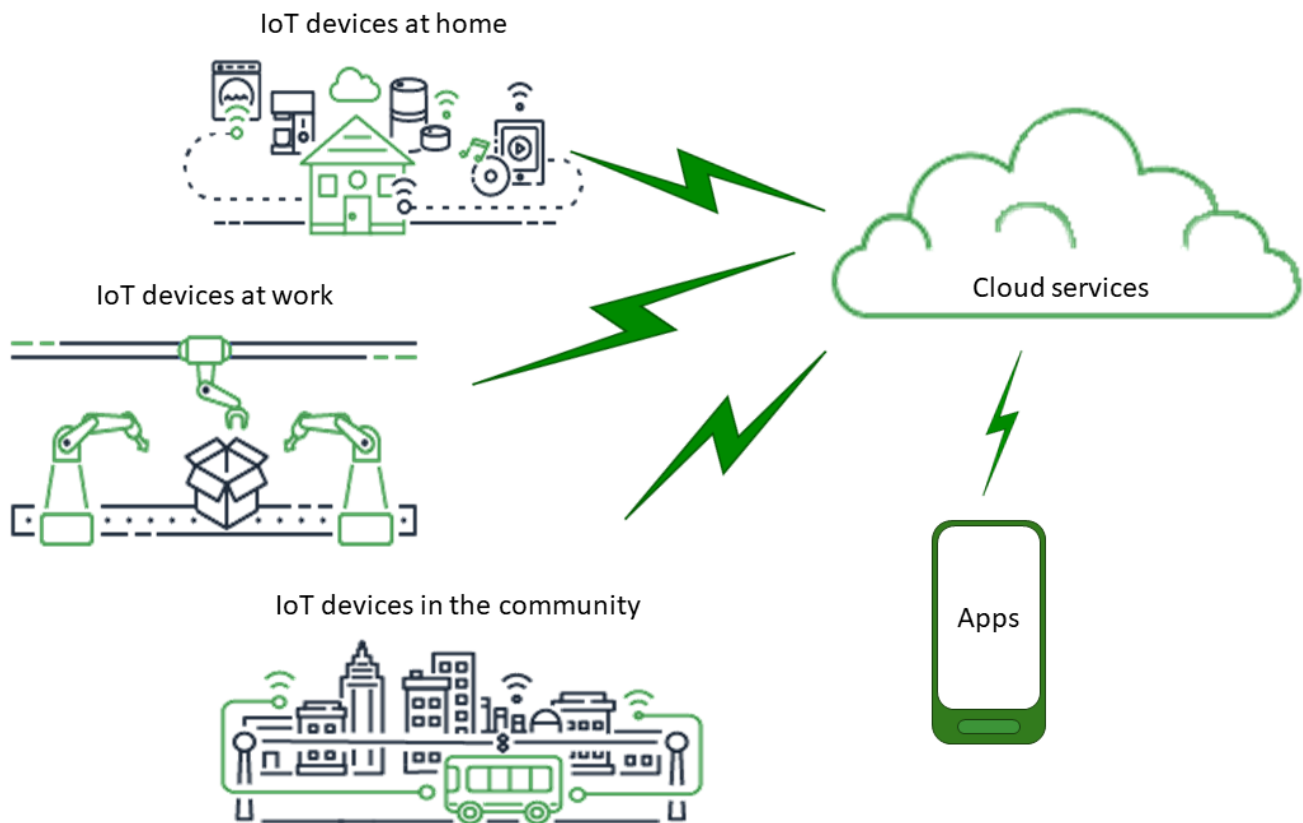 IoT devices at home
IoT devices at work
Cloud services
IoT devices in the community
Apps